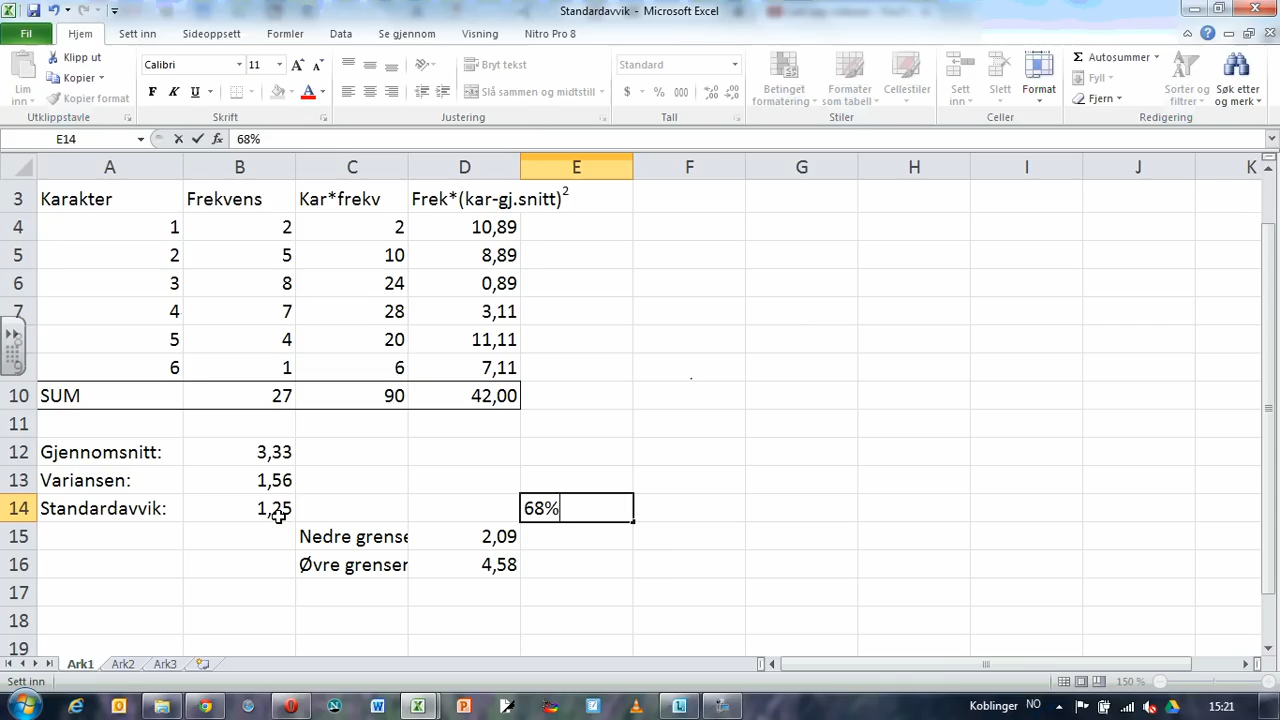 Standardavvik - Microsoft Excel
Fil Hjem Sett inn Sideoppsett Formler Data Se gjennom Visning Nitro Pro 8
Lim inn Klipp ut Kopier Kopier format Utklippstavle
Calibri 11 F K U A Skrift
Bryt tekst Slå sammen og midtstill Justering
Standard $ % 000 Tall
Betinget formatering Formater som tabell Cellestiler Stiler
Sett inn Slett Format Celler
Σ Autosummer Fyll Fjern Sorter og filtrer Søk etter og merk Redigering
E14 fx 68%
A B C D E F G H I J K
3 Karakter Frekvens Kar*frekv Frek*(kar-gj.snitt)2
4 1 2 2 10,89
5 2 5 10 8,89
6 3 8 24 0,89
7 4 7 28 3,11
5 4 20 11,11
9 6 1 6 7,11
10 SUM 27 90 42,00
11
12 Gjennomsnitt: 3,33
13 Variansen: 1,56
14 Standardavvik: 1,25 68%
15 Nedre grense 2,09
16 Øvre grenser 4,58
17
18
19
Ark1 Ark2 Ark3
Sett inn 150 %
Koblinger NO 15:21